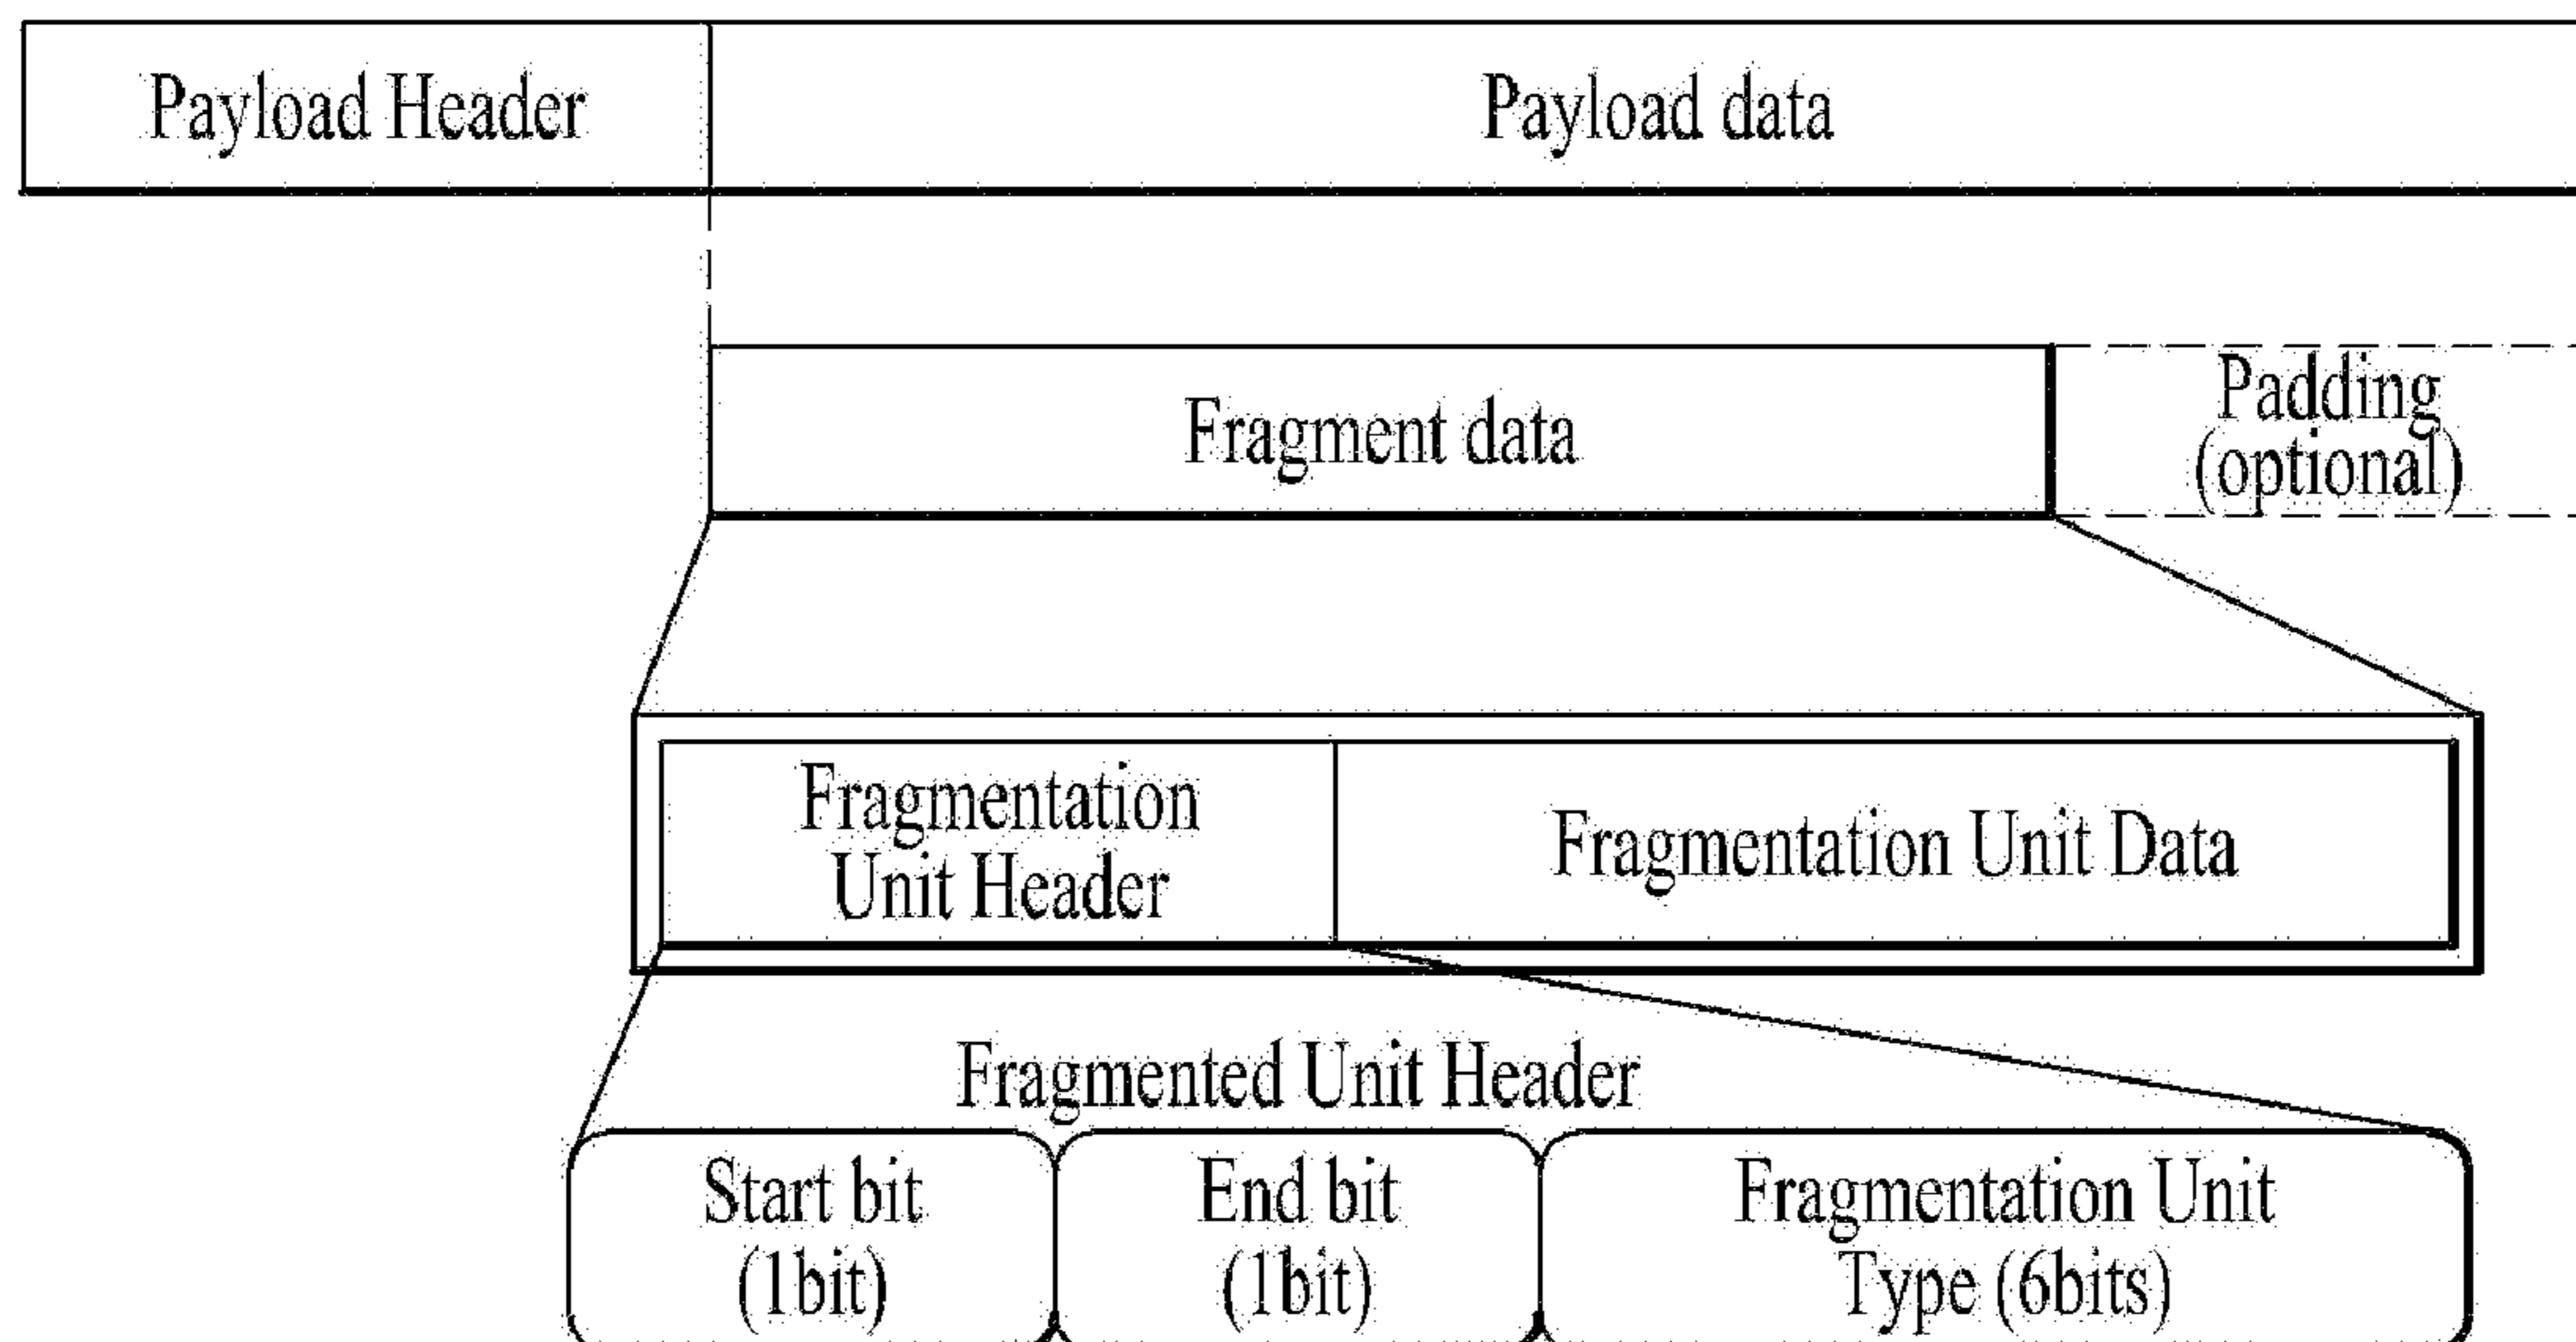 Payload Header
Payload data
Fragment data
Padding
(optional)
Fragmentation
Unit Header
Fragmentation Unit Data
Fragmented Unit Header
Start bit
(1bit)
End bit
(1bit)
Fragmentation Unit
Type (6bits)